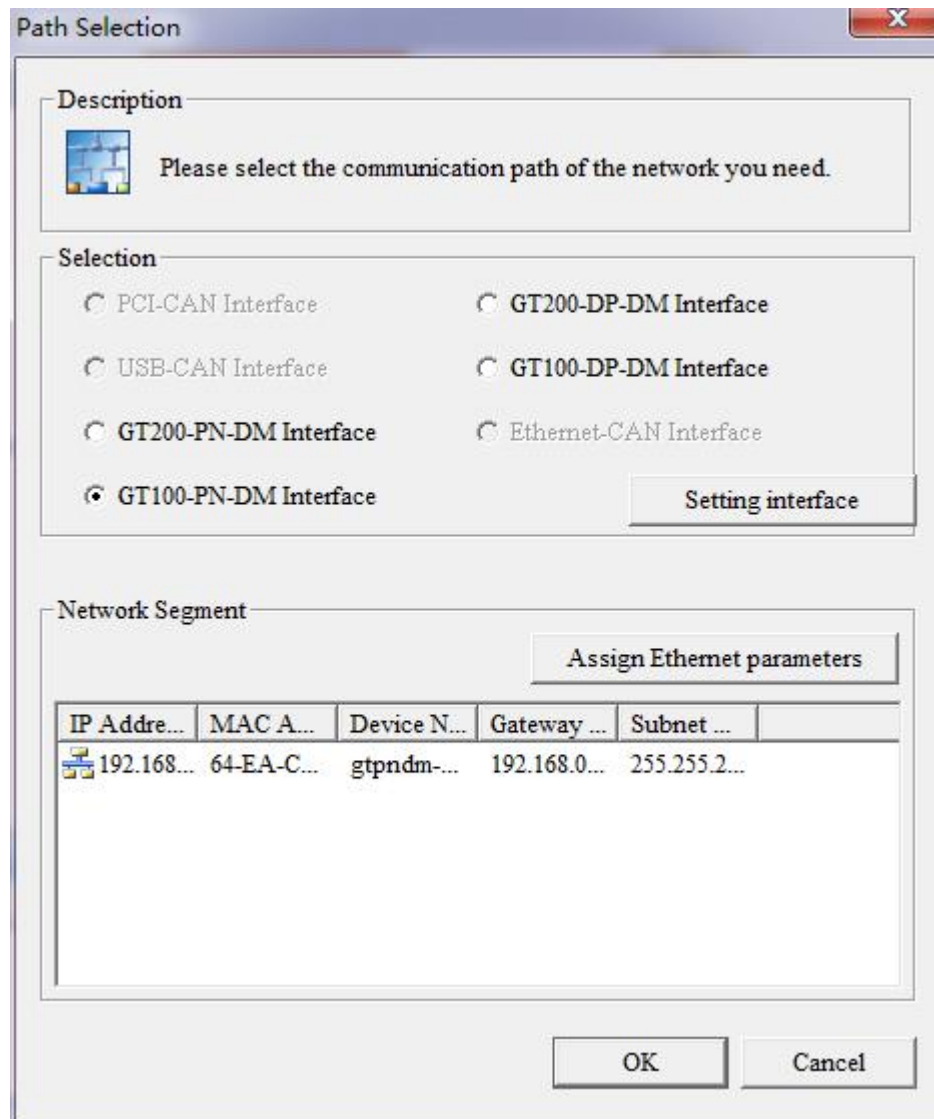 Path Selection
Description
Please select the communication path of the network you need.
Selection
PCI-CAN Interface
GT200-DP-DM Interface
USB-CAN Interface
GT100-DP-DM Interface
GT200-PN-DM Interface
Ethernet-CAN Interface
GT100-PN-DM Interface
Setting interface
Network Segment
Assign Ethernet parameters
IP Addre... MAC A... Device N... Gateway ... Subnet ...
192.168... 64-EA-C... gtpndm-... 192.168.0... 255.255.2...
OK Cancel